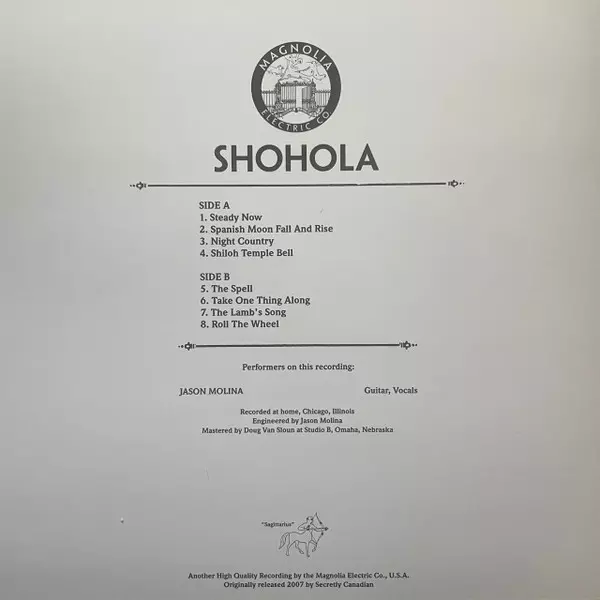 MAGNOLIA
ELECTRIC CO.
SHOHOLA
SIDE A
1. Steady Now
2. Spanish Moon Fall And Rise
3. Night Country
4. Shiloh Temple Bell
SIDE B
5. The Spell
6. Take One Thing Along
7. The Lamb's Song
8. Roll The Wheel
Performers on this recording:
JASON MOLINA Guitar, Vocals
Recorded at home, Chicago, Illinois
Engineered by Jason Molina
Mastered by Doug Van Sloun at Studio B, Omaha, Nebraska
"Sagittarius"
Another High Quality Recording by the Magnolia Electric Co., U.S.A.
Originally released 2007 by Secretly Canadian